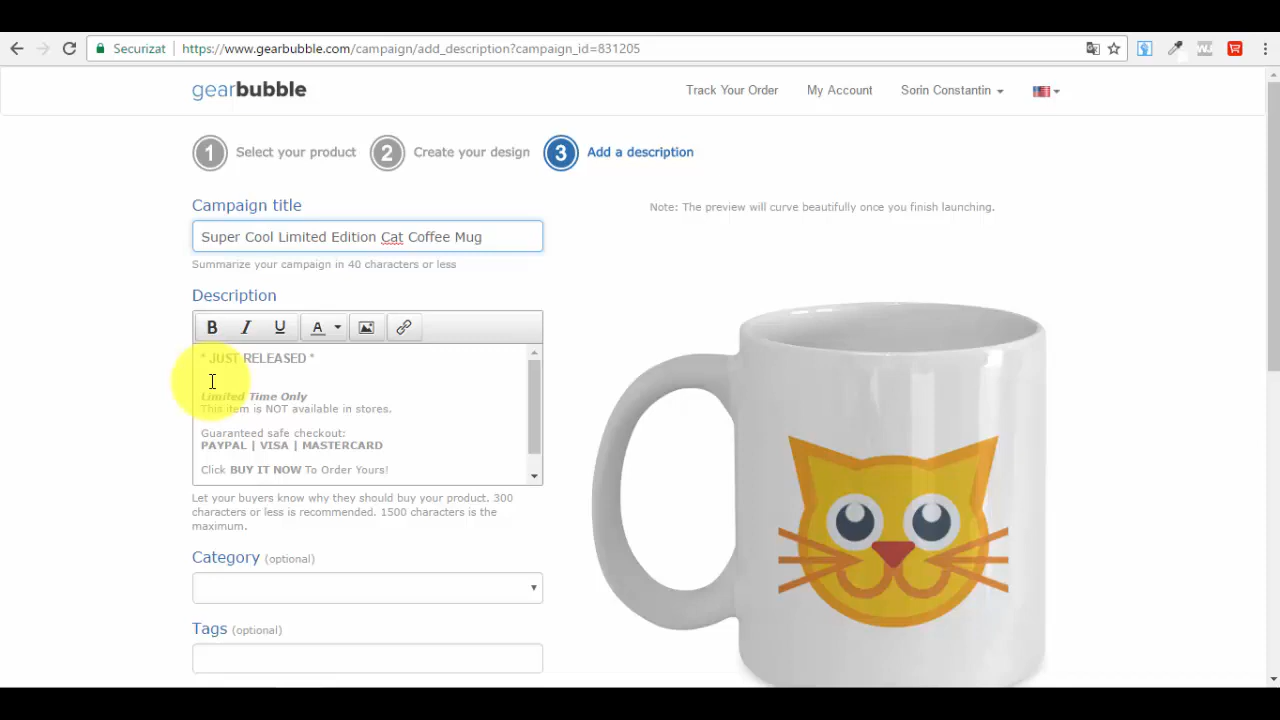 Securizat
https://www.gearbubble.com/campaign/add_description?campaign_id=831205
gearbubble
Track Your Order
My Account
Sorin Constantin
1 Select your product
2 Create your design
3 Add a description
Campaign title
Super Cool Limited Edition Cat Coffee Mug
Summarize your campaign in 40 characters or less
Note: The preview will curve beautifully once you finish launching.
Description
B I U A
* JUST RELEASED *
Limited Time Only
This item is NOT available in stores.
Guaranteed safe checkout:
PAYPAL | VISA | MASTERCARD
Click BUY IT NOW To Order Yours!
Let your buyers know why they should buy your product. 300
characters or less is recommended. 1500 characters is the
maximum.
Category (optional)
Tags (optional)